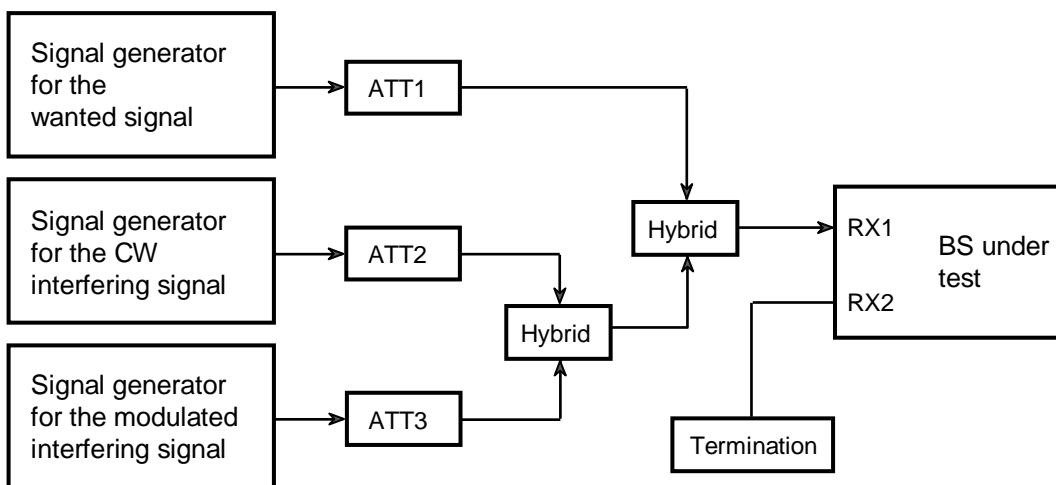 Signal generator
for the
wanted signal
ATT1
Signal generator
for the CW
interfering signal
ATT2
Hybrid
Hybrid
Signal generator
for the modulated
interfering signal
ATT3
RX1
RX2
BS under
test
Termination